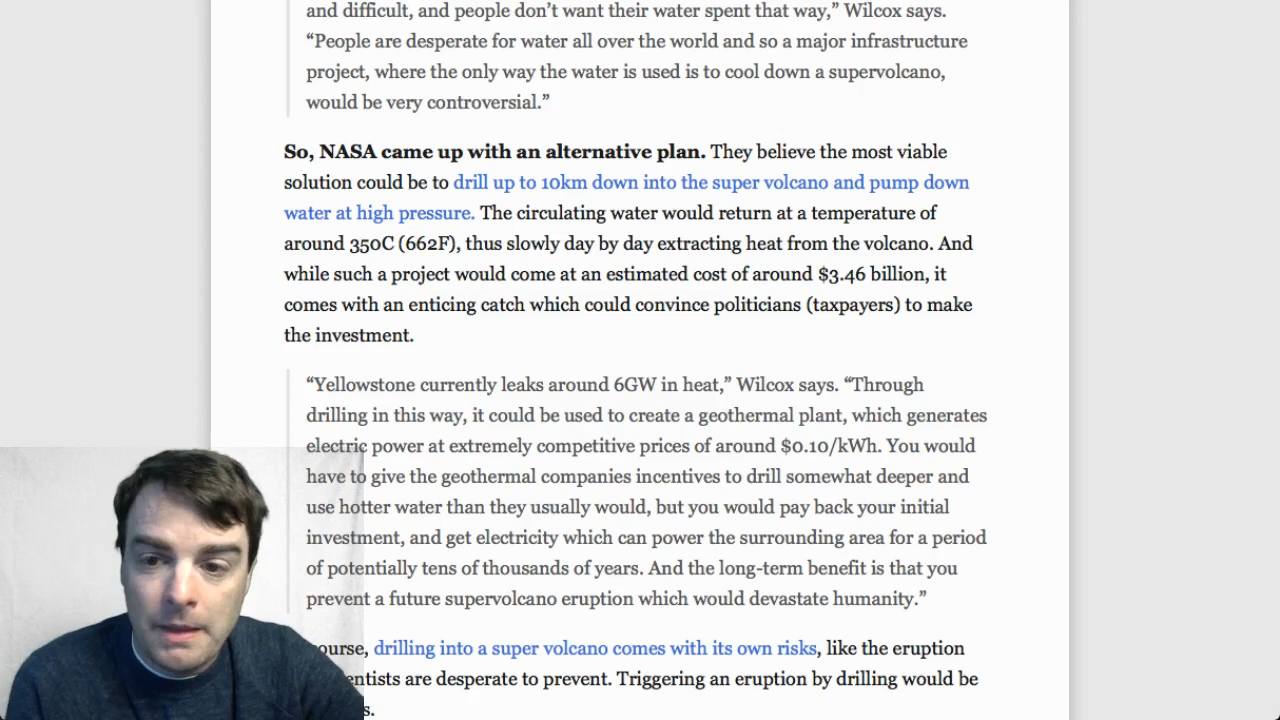 and difficult, and people don’t want their water spent that way,” Wilcox says.
“People are desperate for water all over the world and so a major infrastructure
project, where the only way the water is used is to cool down a supervolcano,
would be very controversial.”
So, NASA came up with an alternative plan. They believe the most viable
solution could be to drill up to 10km down into the super volcano and pump down
water at high pressure. The circulating water would return at a temperature of
around 350C (662F), thus slowly day by day extracting heat from the volcano. And
while such a project would come at an estimated cost of around $3.46 billion, it
comes with an enticing catch which could convince politicians (taxpayers) to make
the investment.
“Yellowstone currently leaks around 6GW in heat,” Wilcox says. “Through
drilling in this way, it could be used to create a geothermal plant, which generates
electric power at extremely competitive prices of around $0.10/kWh. You would
have to give the geothermal companies incentives to drill somewhat deeper and
use hotter water than they usually would, but you would pay back your initial
investment, and get electricity which can power the surrounding area for a period
of potentially tens of thousands of years. And the long-term benefit is that you
prevent a future supervolcano eruption which would devastate humanity.”
ourse, drilling into a super volcano comes with its own risks, like the eruption
entists are desperate to prevent. Triggering an eruption by drilling would be
s.